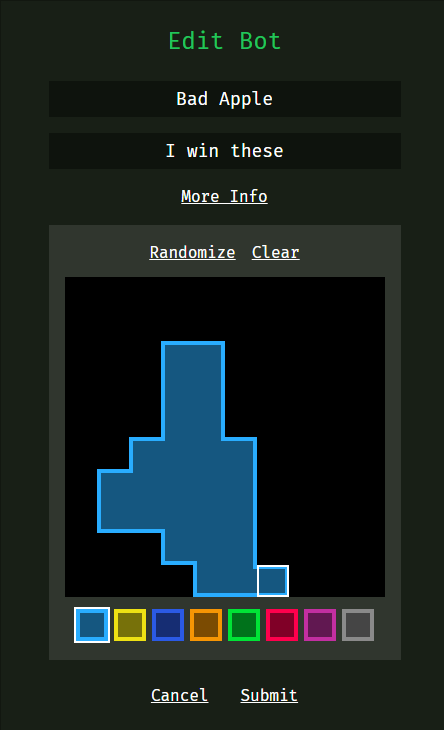 Edit Bot
Bad Apple
I win these
More Info
Randomize Clear
Cancel Submit